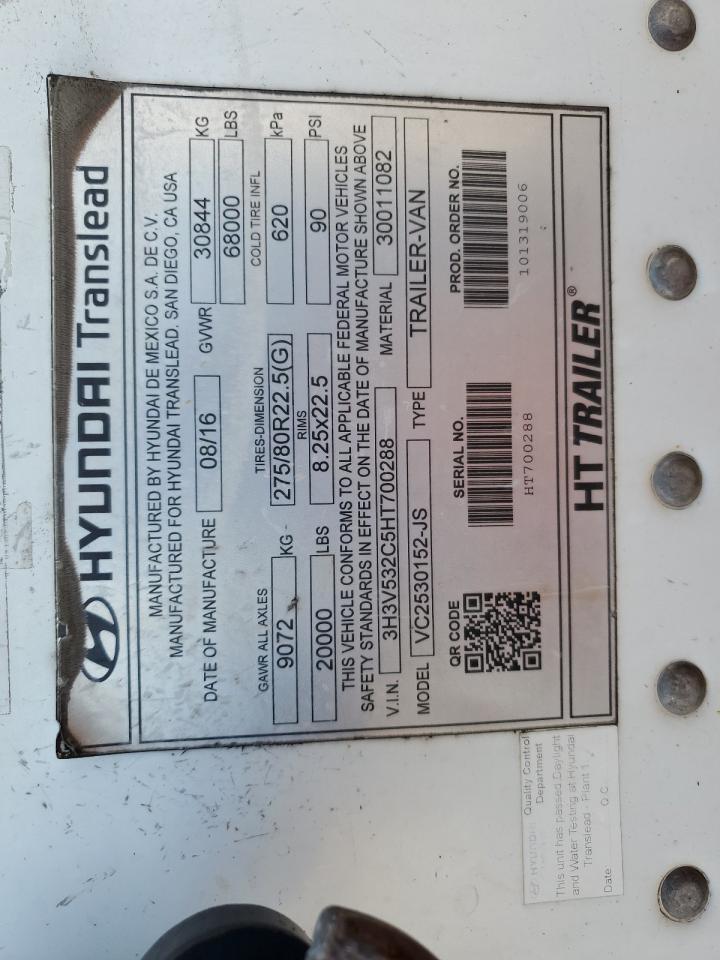 HYUNDAI Translead
MANUFACTURED BY HYUNDAI DE MEXICO S.A. DE C.V.
MANUFACTURED FOR HYUNDAI TRANSLEAD, SAN DIEGO, CA USA
DATE OF MANUFACTURE 08/16 GVWR 30844 KG
68000 LBS
GAWR ALL AXLES TIRES-DIMENSION COLD TIRE INFL
9072 KG - 275/80R22.5(G) 620 kPa
RIMS
20000 LBS 8.25x22.5 90 PSI
THIS VEHICLE CONFORMS TO ALL APPLICABLE FEDERAL MOTOR VEHICLES
SAFETY STANDARDS IN EFFECT ON THE DATE OF MANUFACTURE SHOWN ABOVE
V.I.N. 3H3V532C5HT700288 MATERIAL 30011082
MODEL VC2530152-JS TYPE TRAILER-VAN
QR CODE SERIAL NO. PROD. ORDER NO.
HT700288 101319006
HT TRAILER®
HYUNDAI Quality Control
Department
This unit has passed Daylight
and Water Testing at Hyundai
Translead - Plant 1
Date Q.C.